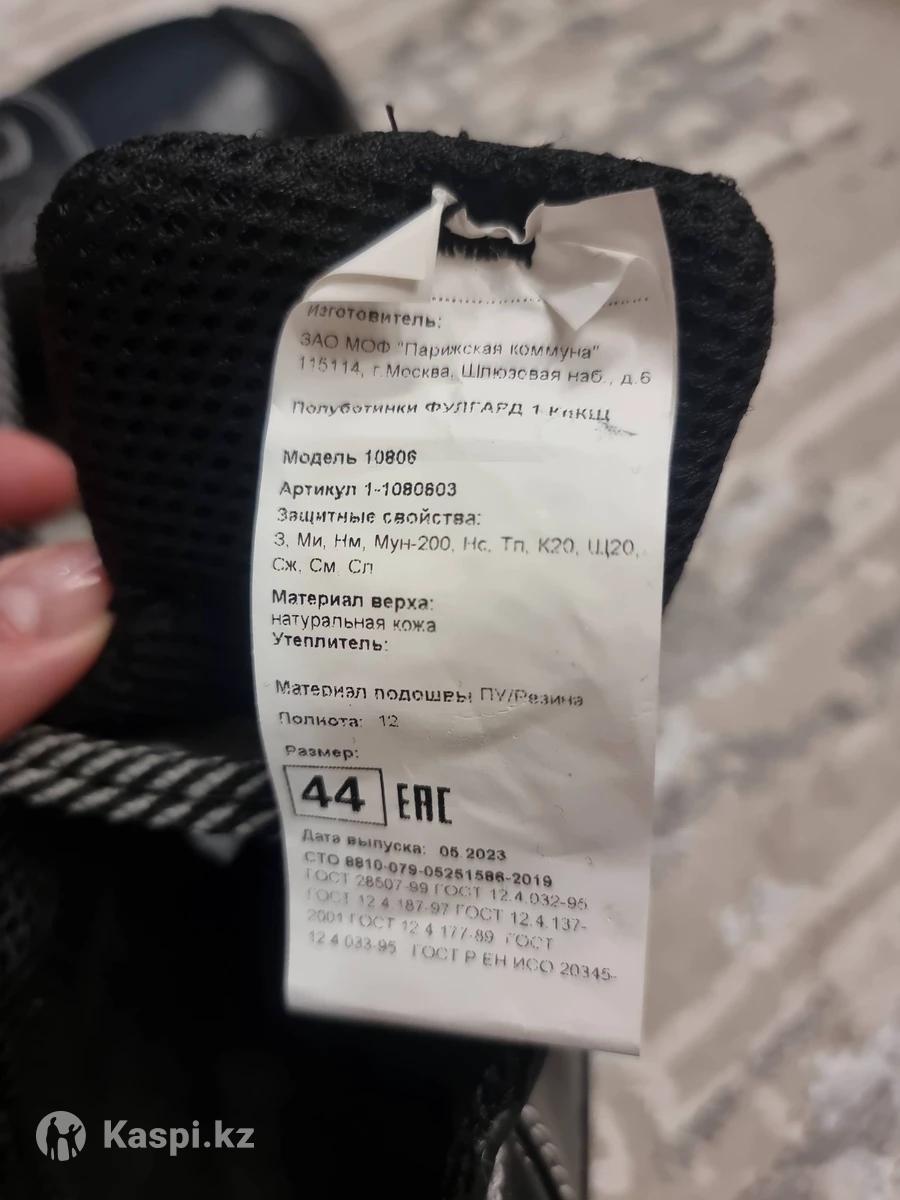 Изготовитель:
ЗАО МОФ "Парижская коммуна"
115114, г.Москва, Шлюзовая наб., д.6
Полуботинки ФУЛГАРД 1
Модель 10806
Артикул 1-1080603
Защитные свойства:
З, Ми, Нм, Мун-200, Нс, Тп, К20, Щ20,
Сж, См, Сл
Материал верха:
натуральная кожа
Утеплитель:
Материал подошвы ПУ/Резина
Полнота: 12
Размер:
44 EAC
Дата выпуска: 05.2023
СТО 8810-079-05251586-2019
ГОСТ 28507-99 ГОСТ 12.4.032-95
ГОСТ 12.4.187-97 ГОСТ 12.4.137-
2001 ГОСТ 12.4.177-89 ГОСТ
12.4.033-95 ГОСТ Р ЕН ИСО 20345-
Kaspi.kz